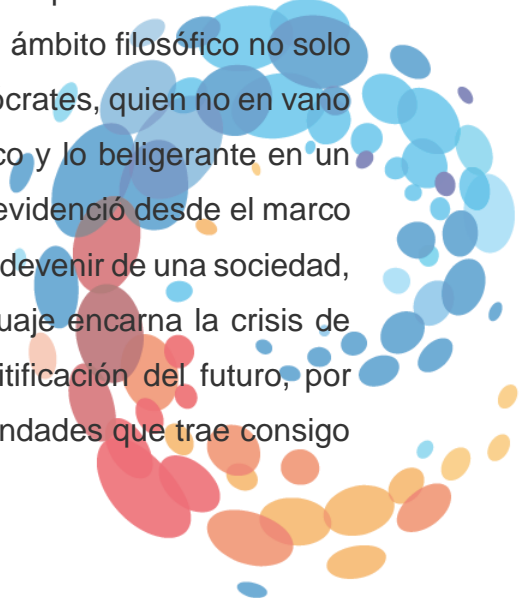 ámbito filosófico no solo
ocrates, quien no en vano
co y lo beligerante en un
evidenció desde el marco
devenir de una sociedad,
uaje encarna la crisis de
itificación del futuro, por
ndades que trae consigo